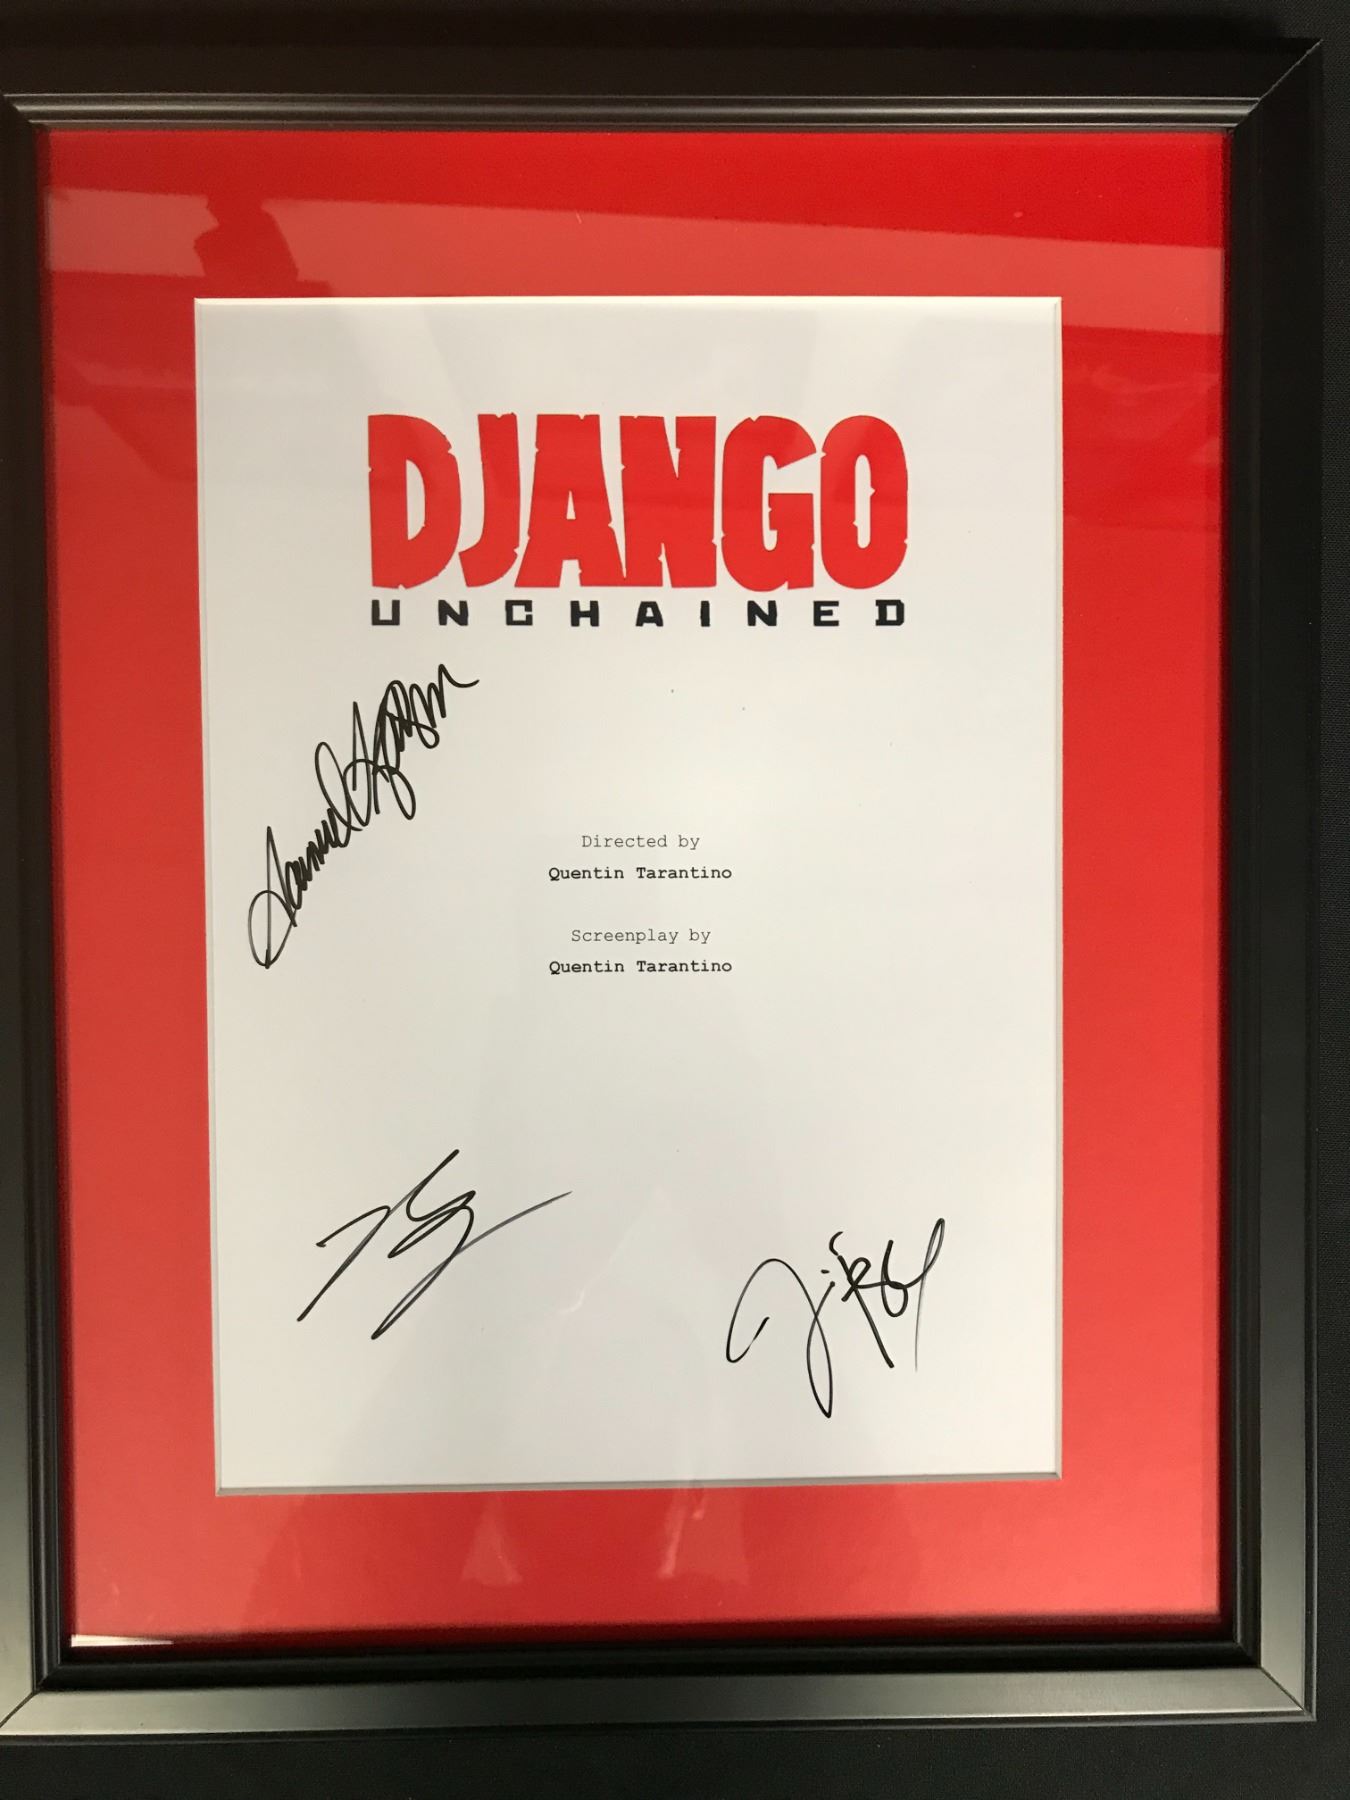 DJANGO
UNCHAINED
Directed by
Quentin Tarantino
Screenplay by
Quentin Tarantino